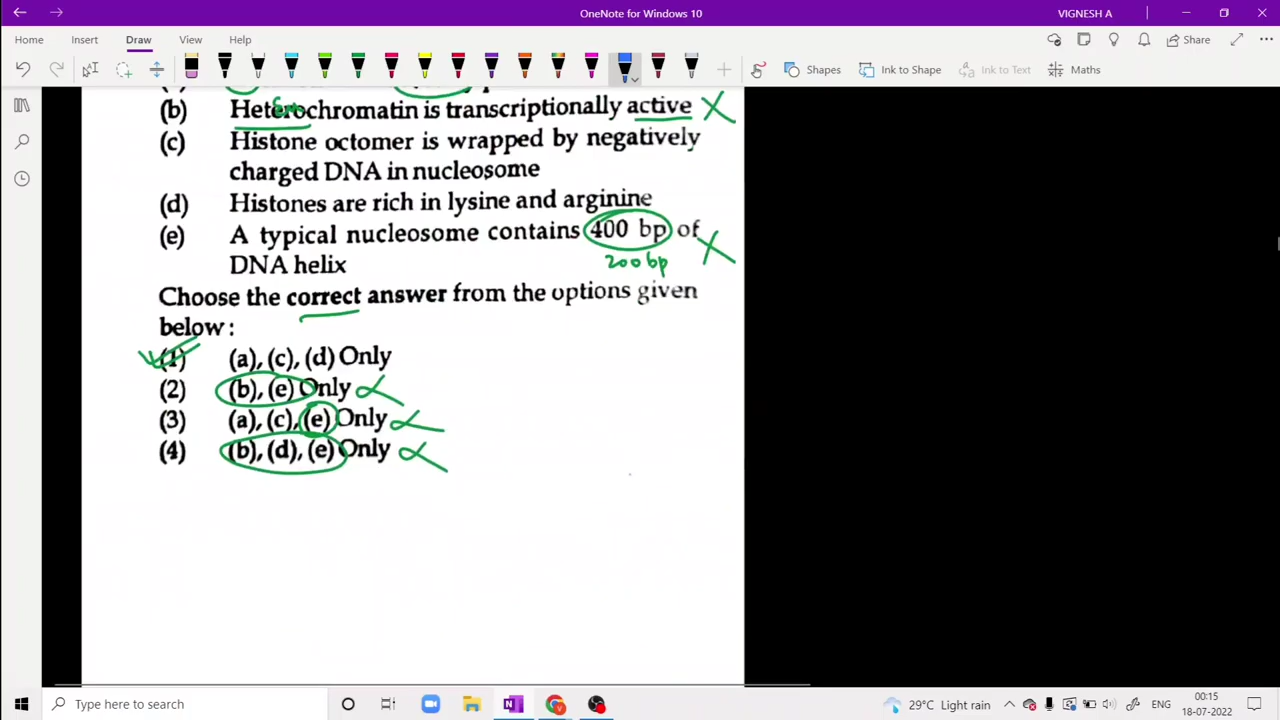 OneNote for Windows 10
VIGNESH A
Home
Insert
Draw
View
Help
Share
Shapes
Ink to Shape
Ink to Text
Maths
(b) Heterochromatin is transcriptionally active X
(c) Histone octomer is wrapped by negatively
charged DNA in nucleosome
(d) Histones are rich in lysine and arginine
(e) A typical nucleosome contains 400 bp of X
200 bp
DNA helix
Choose the correct answer from the options given
below :
(1) (a), (c), (d) Only
(2) (b), (e) Only
(3) (a), (c), (e) Only
(4) (b), (d), (e) Only
Type here to search
29°C Light rain
ENG
00:15
18-07-2022